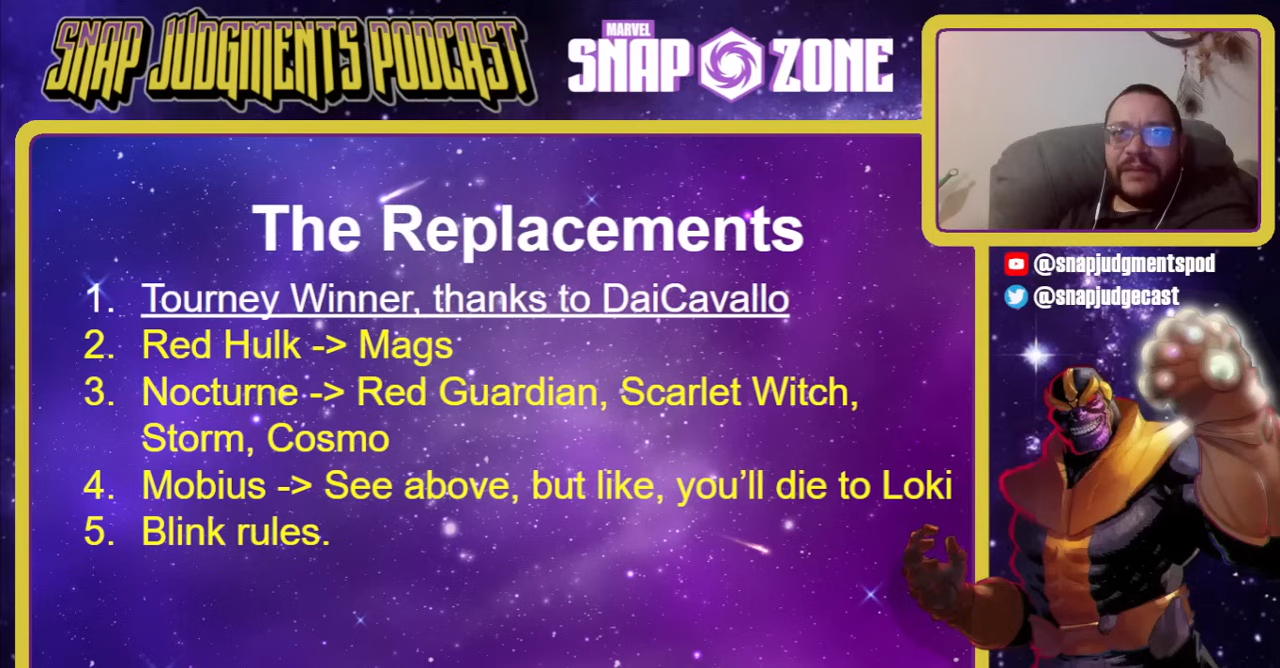 SNAP JUDGMENTS PODCAST
MARVEL
SNAP ZONE
The Replacements
1. Tourney Winner, thanks to DaiCavallo
2. Red Hulk -> Mags
3. Nocturne -> Red Guardian, Scarlet Witch,
Storm, Cosmo
4. Mobius -> See above, but like, you’ll die to Loki
5. Blink rules.
@snapjudgmentspod
@snapjudgecast